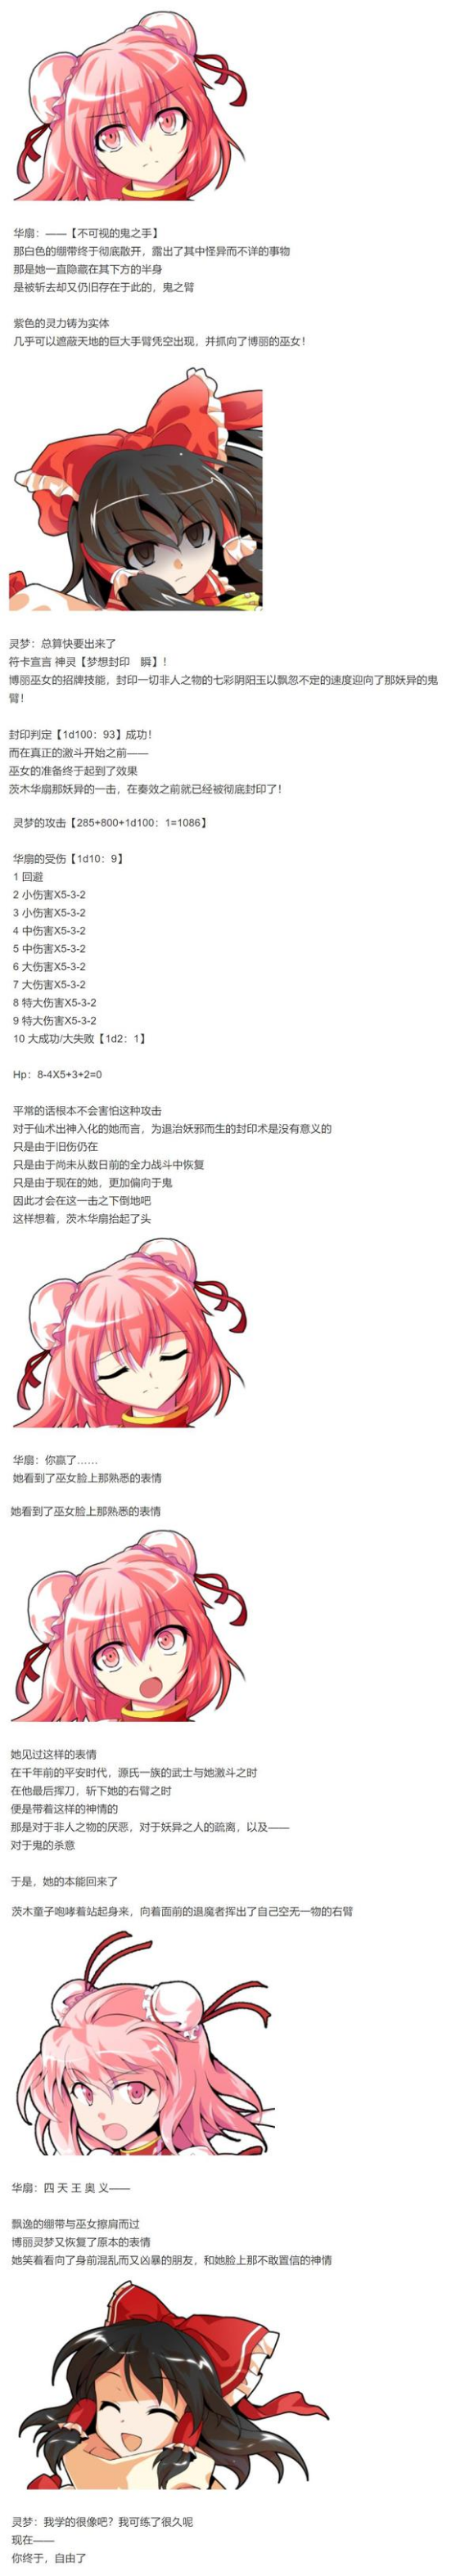 华扇：——【不可视的鬼之手】
那白色的绷带终于彻底散开，露出了其中怪异而不详的事物
那是她一直隐藏在其下方的半身
是被斩去却又仍旧存在于此的，鬼之臂
紫色的灵力铸为实体
几乎可以遮蔽天地的巨大手臂凭空出现，并抓向了博丽的巫女！
灵梦：总算快要出来了
符卡宣言 神灵【梦想封印　瞬】！
博丽巫女的招牌技能，封印一切非人之物的七彩阴阳玉以飘忽不定的速度迎向了那妖异的鬼
臂！
封印判定【1d100：93】成功！
而在真正的激斗开始之前——
巫女的准备终于起到了效果
茨木华扇那妖异的一击，在奏效之前就已经被彻底封印了！
灵梦的攻击【285+800+1d100：1=1086】
华扇的受伤【1d10：9】
1 回避
2 小伤害X5-3-2
3 小伤害X5-3-2
4 中伤害X5-3-2
5 中伤害X5-3-2
6 大伤害X5-3-2
7 大伤害X5-3-2
8 特大伤害X5-3-2
9 特大伤害X5-3-2
10 大成功/大失败【1d2：1】
Hp：8-4X5+3+2=0
平常的话根本不会害怕这种攻击
对于仙术出神入化的她而言，为退治妖邪而生的封印术是没有意义的
只是由于旧伤仍在
只是由于尚未从数日前的全力战斗中恢复
只是由于现在的她，更加偏向于鬼
因此才会在这一击之下倒地吧
这样想着，茨木华扇抬起了头
华扇：你赢了……
她看到了巫女脸上那熟悉的表情
她看到了巫女脸上那熟悉的表情
她见过这样的表情
在千年前的平安时代，源氏一族的武士与她激斗之时
在他最后挥刀，斩下她的右臂之时
便是带着这样的神情的
那是对于非人之物的厌恶，对于妖异之人的疏离，以及——
对于鬼的杀意
于是，她的本能回来了
茨木童子咆哮着站起身来，向着面前的退魔者挥出了自己空无一物的右臂
华扇：四 天 王 奥 义——
飘逸的绷带与巫女擦肩而过
博丽灵梦又恢复了原本的表情
她笑着看向了身前混乱而又凶暴的朋友，和她脸上那不敢置信的神情
灵梦：我学的很像吧？我可练了很久呢
现在——
你终于，自由了